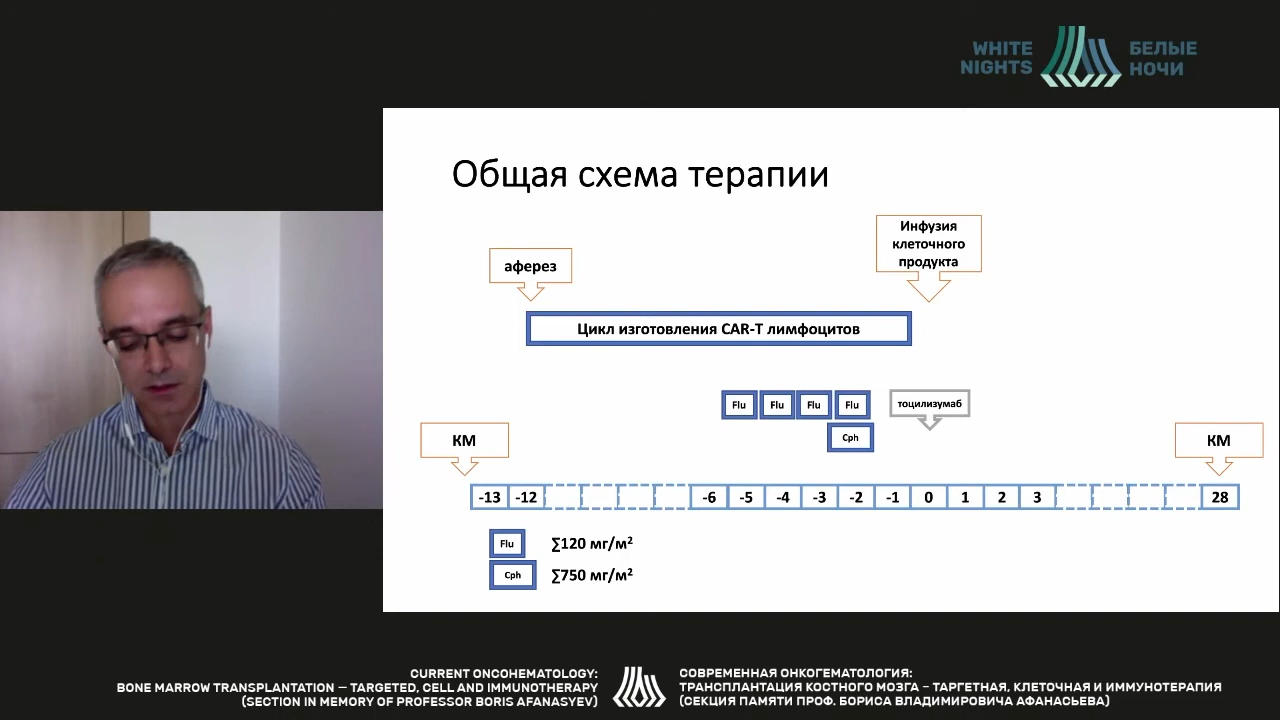 WHITE
NIGHTS
БЕЛЫЕ
НОЧИ
Общая схема терапии
аферез
Инфузия
клеточного
продукта
Цикл изготовления CAR-T лимфоцитов
Flu Flu Flu Flu
тоцилизумаб
Cph
КМ
КМ
-13 -12 -6 -5 -4 -3 -2 -1 0 1 2 3 28
Flu ∑120 мг/м²
Cph ∑750 мг/м²
CURRENT ONCOHEMATOLOGY:
BONE MARROW TRANSPLANTATION – TARGETED, CELL AND IMMUNOTHERAPY
(SECTION IN MEMORY OF PROFESSOR BORIS AFANASYEV)
СОВРЕМЕННАЯ ОНКОГЕМАТОЛОГИЯ:
ТРАНСПЛАНТАЦИЯ КОСТНОГО МОЗГА – ТАРГЕТНАЯ, КЛЕТОЧНАЯ И ИММУНОТЕРАПИЯ
(СЕКЦИЯ ПАМЯТИ ПРОФ. БОРИСА ВЛАДИМИРОВИЧА АФАНАСЬЕВА)